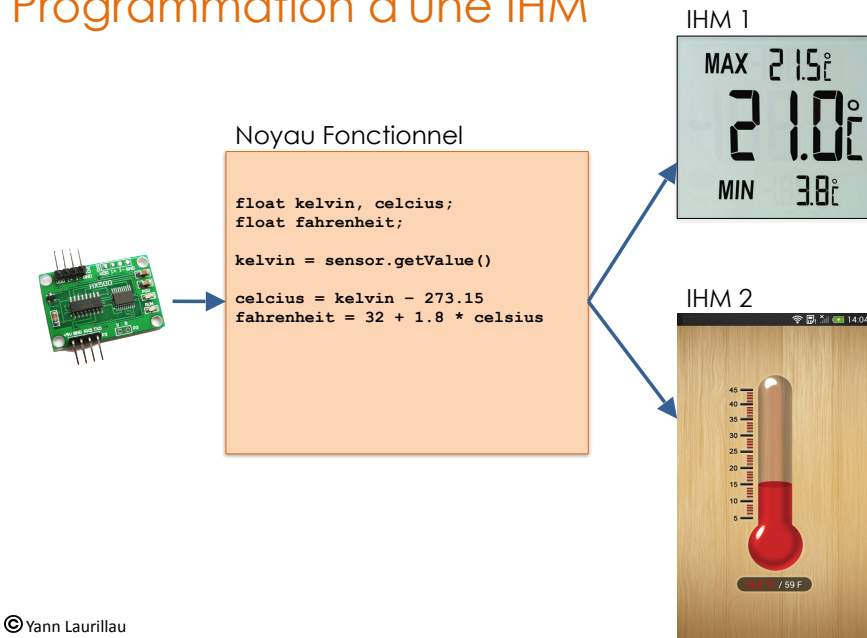 Programmation d'une IHM
IHM 1
MAX 21.5°C
21.0°C
MIN 3.8°C
Noyau Fonctionnel
float kelvin, celcius;
float fahrenheit;
kelvin = sensor.getValue()
celcius = kelvin – 273.15
fahrenheit = 32 + 1.8 * celsius
HX500
IHM 2
14:04
45
40
35
30
25
20
15
10
5
/ 59 F
© Yann Laurillau